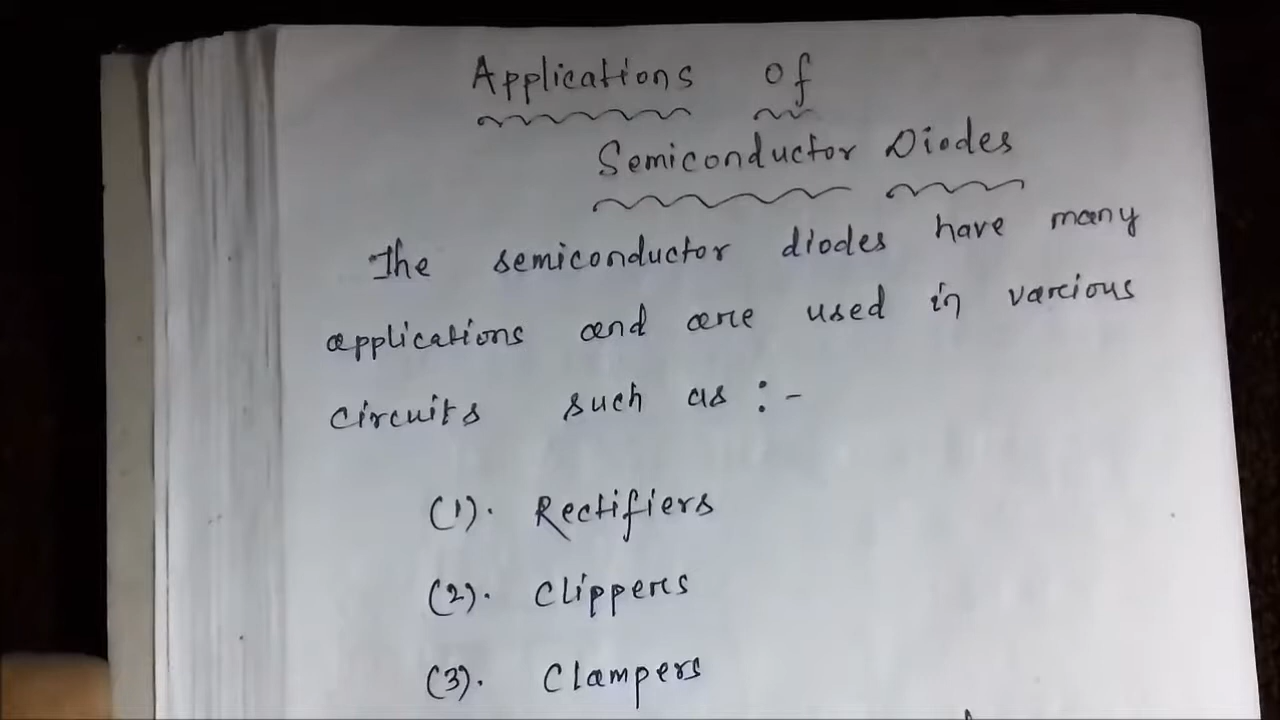 Applications of
Semiconductor Diodes
The semiconductor diodes have many
applications and are used in various
circuits such as :-
(1). Rectifiers
(2). Clippers
(3). Clampers